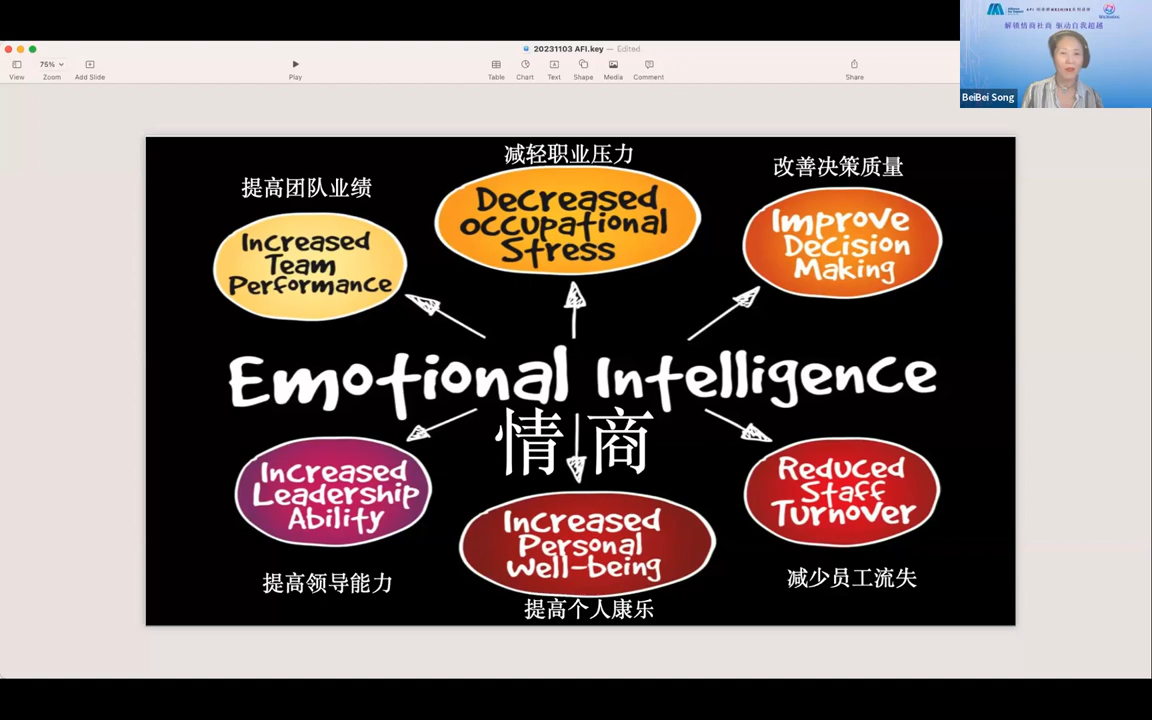 20231103 AFI.key — Edited
View
75%
Zoom
Add Slide
Play
Table
Chart
Text
Shape
Media
Comment
Share
解锁情商社商 驱动自我超越
BeiBei Song
减轻职业压力
Decreased
Occupational
Stress
提高团队业绩
Increased
Team
Performance
改善决策质量
Improve
Decision
Making
Emotional Intelligence
情商
Increased
Leadership
Ability
提高领导能力
Increased
Personal
Well-being
提高个人康乐
Reduced
Staff
Turnover
减少员工流失